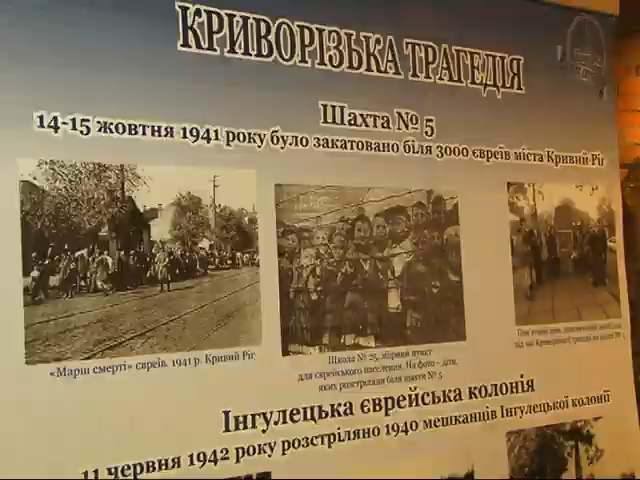 КРИВОРІЗЬКА ТРАГЕДІЯ
Шахта № 5
14-15 жовтня 1941 року було закатовано біля 3000 євреїв міста Кривий Ріг
«Марш смерті» євреїв. 1941 р. Кривий Ріг
Школа № 25, збірний пункт
для єврейського населення. На фото - діти,
яких розстріляли біля шахти № 5
Інгулецька єврейська колонія
11 червня 1942 року розстріляно 1940 мешканців Інгулецької колонії